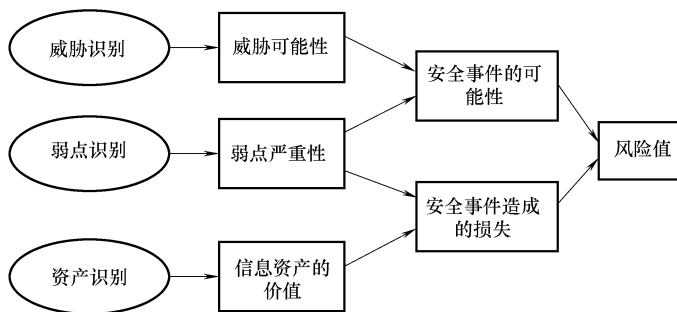 威胁识别
威胁可能性
安全事件的可
能性
弱点识别
弱点严重性
风险值
安全事件造成
的损失
资产识别
信息资产的
价值